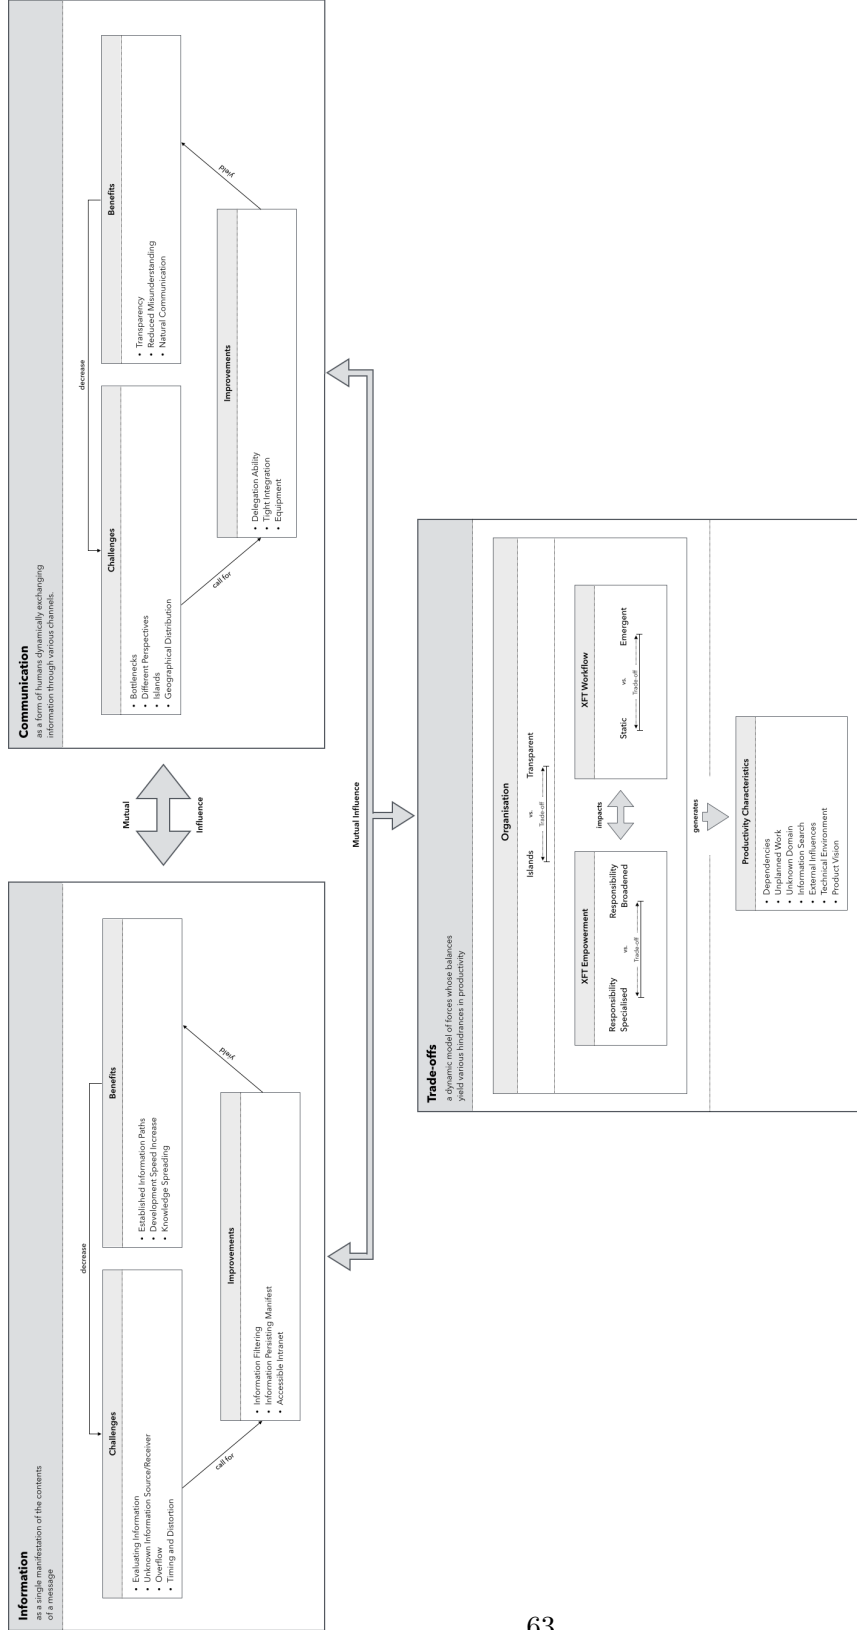 Information
as a single manifestation of the contents
of a message
decrease
Challenges
• Evaluating Information
• Unknown Information Source/Receiver
• Overflow
• Timing and Distortion
Benefits
• Established Information Paths
• Development Speed Increase
• Knowledge Spreading
call for
yield
Improvements
• Information Filtering
• Information Persisting Manifest
• Accessible Intranet
Mutual
Influence
Communication
as a form of humans dynamically exchanging
information through various channels.
decrease
Challenges
• Bottlenecks
• Different Perspectives
• Islands
• Geographical Distribution
Benefits
• Transparency
• Reduced Misunderstanding
• Natural Communication
call for
yield
Improvements
• Delegation Ability
• Tight Integration
• Equipment
Mutual Influence
Trade-offs
a dynamic model of forces whose balances
yield various hindrances in productivity
Organisation
Islands vs. Transparent
Trade-off
XFT Empowerment
Responsibility Responsibility
Specialised vs. Broadened
Trade-off
impacts
XFT Workflow
Static vs. Emergent
Trade-off
generates
Productivity Characteristics
• Dependencies
• Unplanned Work
• Unknown Domain
• Information Search
• External Influences
• Technical Environment
• Product Vision
63